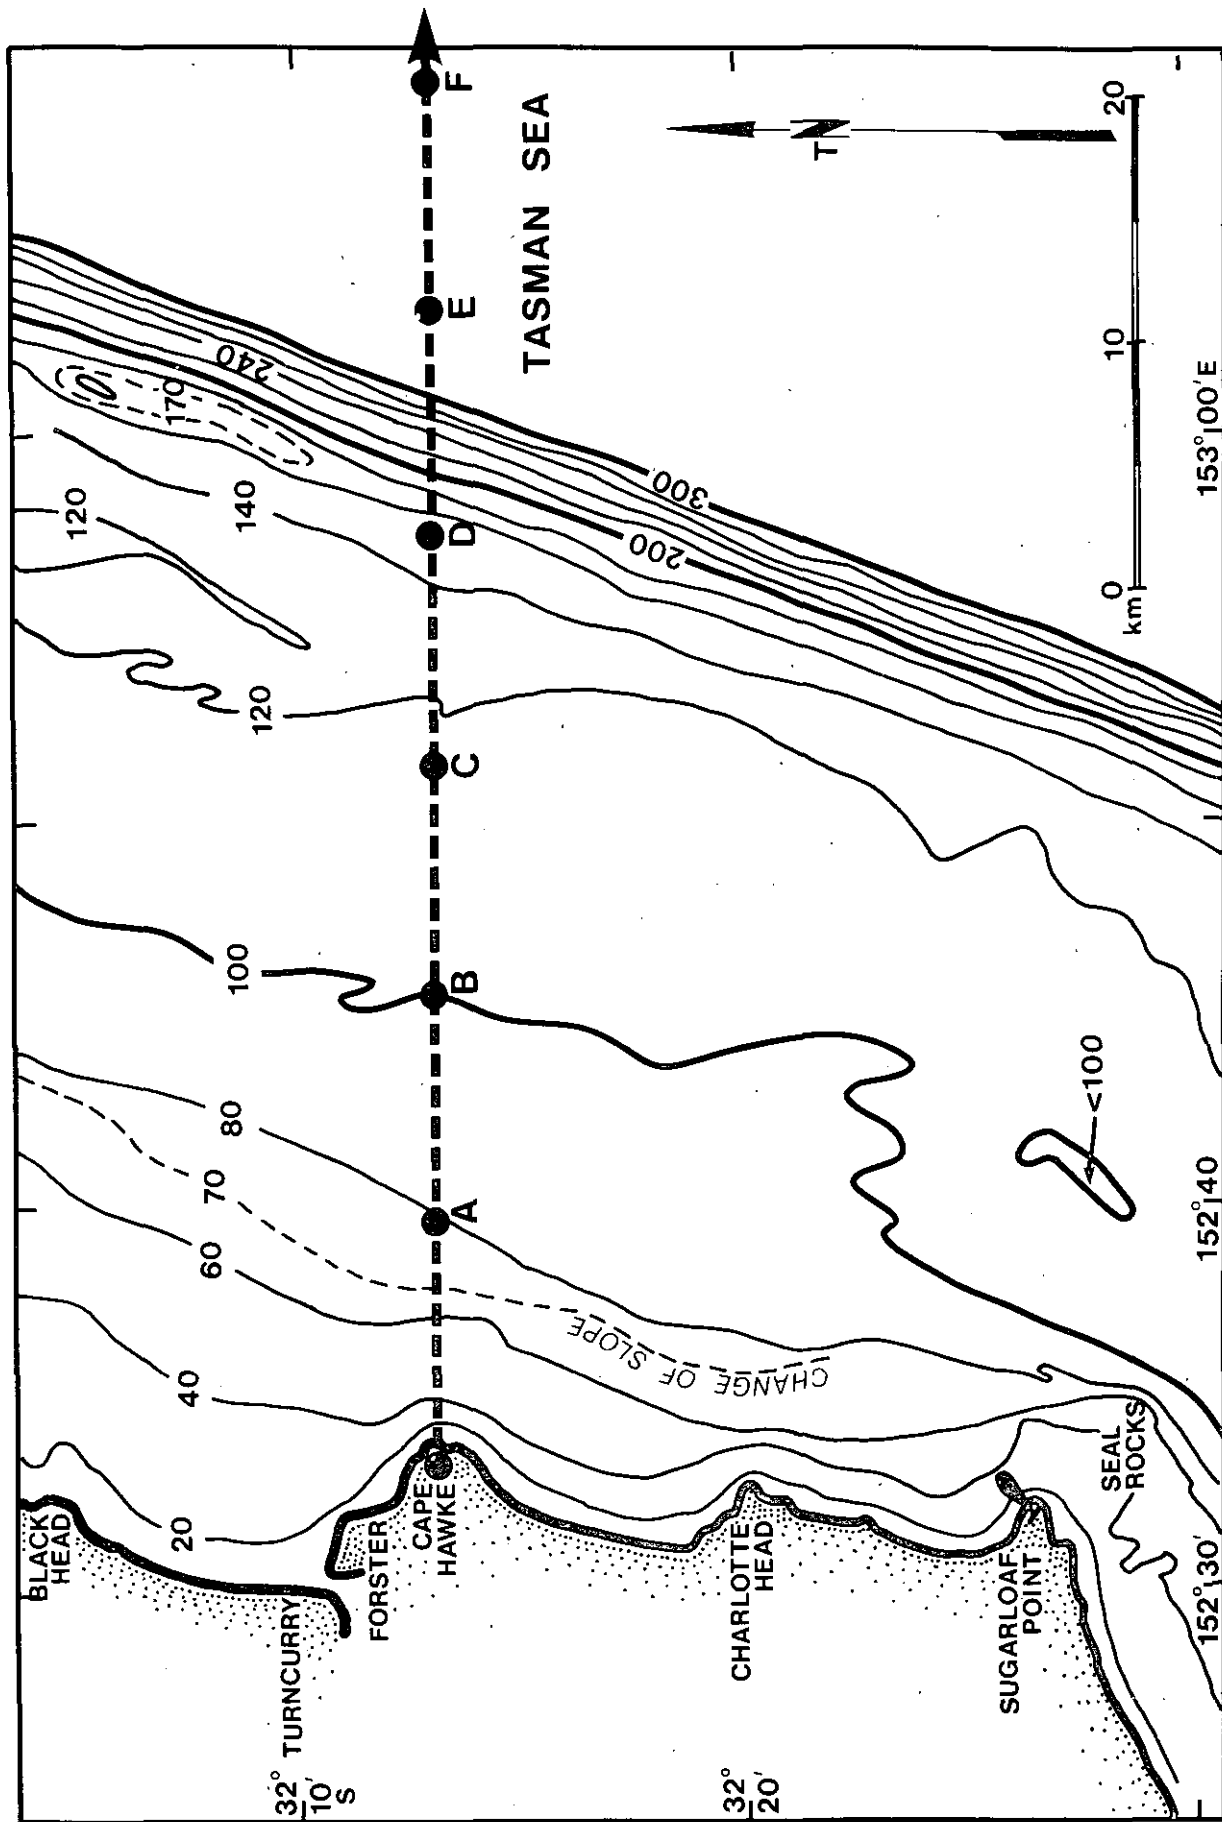 BLACK
HEAD
20
40
60
70
80
100
120
120
140
170
240
TURNCURRY
FORSTER
CAPE
HAWKE
A
B
C
D
E
F
TASMAN SEA
CHANGE OF SLOPE
CHARLOTTE
HEAD
200
300
SUGARLOAF
POINT
SEAL
ROCKS
<100
T N
km 0 10 20
32°
10'
S
32°
20'
152° 30'
152° 40'
153° 00' E